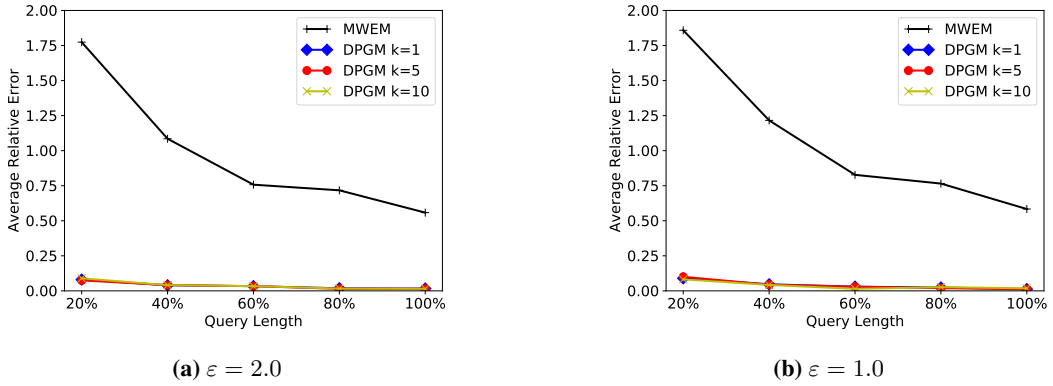 2.00
1.75
1.50
1.25
1.00
0.75
0.50
0.25
0.00
Average Relative Error
MWEM
DPGM k=1
DPGM k=5
DPGM k=10
20% 40% 60% 80% 100%
Query Length
(a) ε = 2.0
2.00
1.75
1.50
1.25
1.00
0.75
0.50
0.25
0.00
Average Relative Error
MWEM
DPGM k=1
DPGM k=5
DPGM k=10
20% 40% 60% 80% 100%
Query Length
(b) ε = 1.0